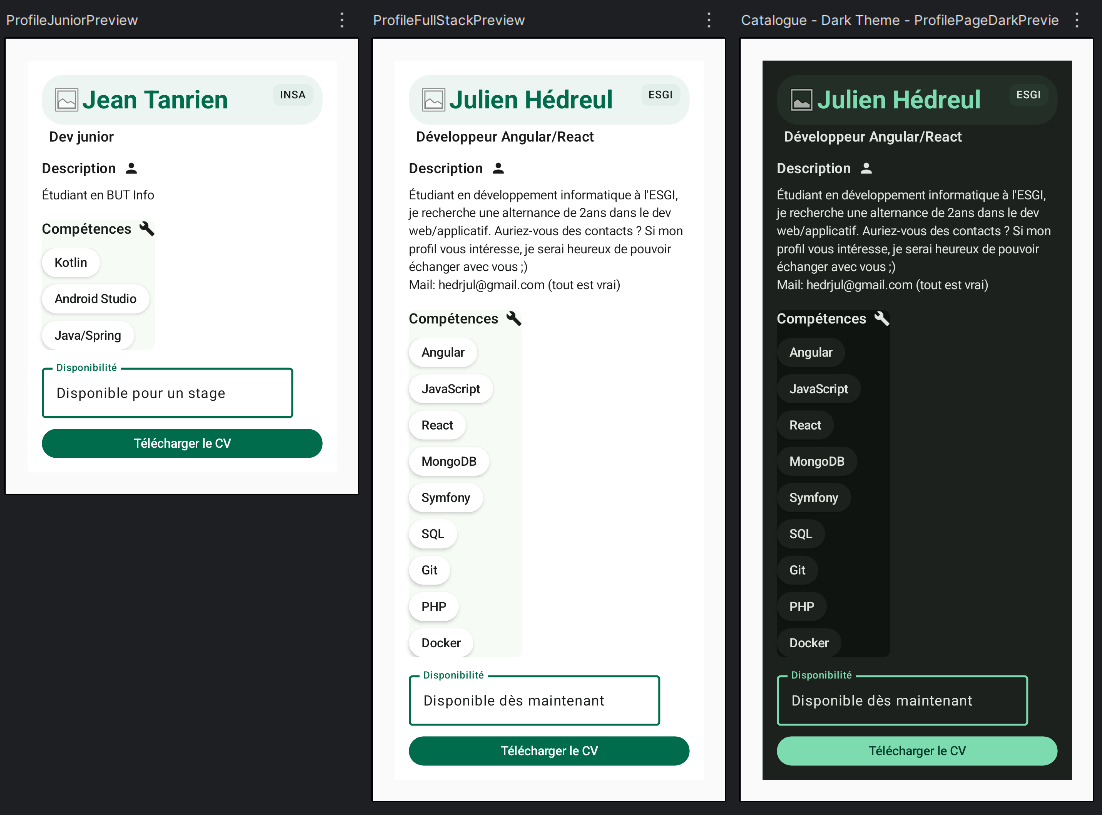 ProfileJuniorPreview
Jean Tanrien
INSA
Dev junior
Description
Étudiant en BUT Info
Compétences
Kotlin
Android Studio
Java/Spring
Disponibilité
Disponible pour un stage
Télécharger le CV
ProfileFullStackPreview
Julien Hédreul
ESGI
Développeur Angular/React
Description
Étudiant en développement informatique à l'ESGI,
je recherche une alternance de 2ans dans le dev
web/applicatif. Auriez-vous des contacts ? Si mon
profil vous intéresse, je serai heureux de pouvoir
échanger avec vous ;)
Mail: hedrjul@gmail.com (tout est vrai)
Compétences
Angular
JavaScript
React
MongoDB
Symfony
SQL
Git
PHP
Docker
Disponibilité
Disponible dès maintenant
Télécharger le CV
Catalogue - Dark Theme - ProfilePageDarkPrevie
Julien Hédreul
ESGI
Développeur Angular/React
Description
Étudiant en développement informatique à l'ESGI,
je recherche une alternance de 2ans dans le dev
web/applicatif. Auriez-vous des contacts ? Si mon
profil vous intéresse, je serai heureux de pouvoir
échanger avec vous ;)
Mail: hedrjul@gmail.com (tout est vrai)
Compétences
Angular
JavaScript
React
MongoDB
Symfony
SQL
Git
PHP
Docker
Disponibilité
Disponible dès maintenant
Télécharger le CV